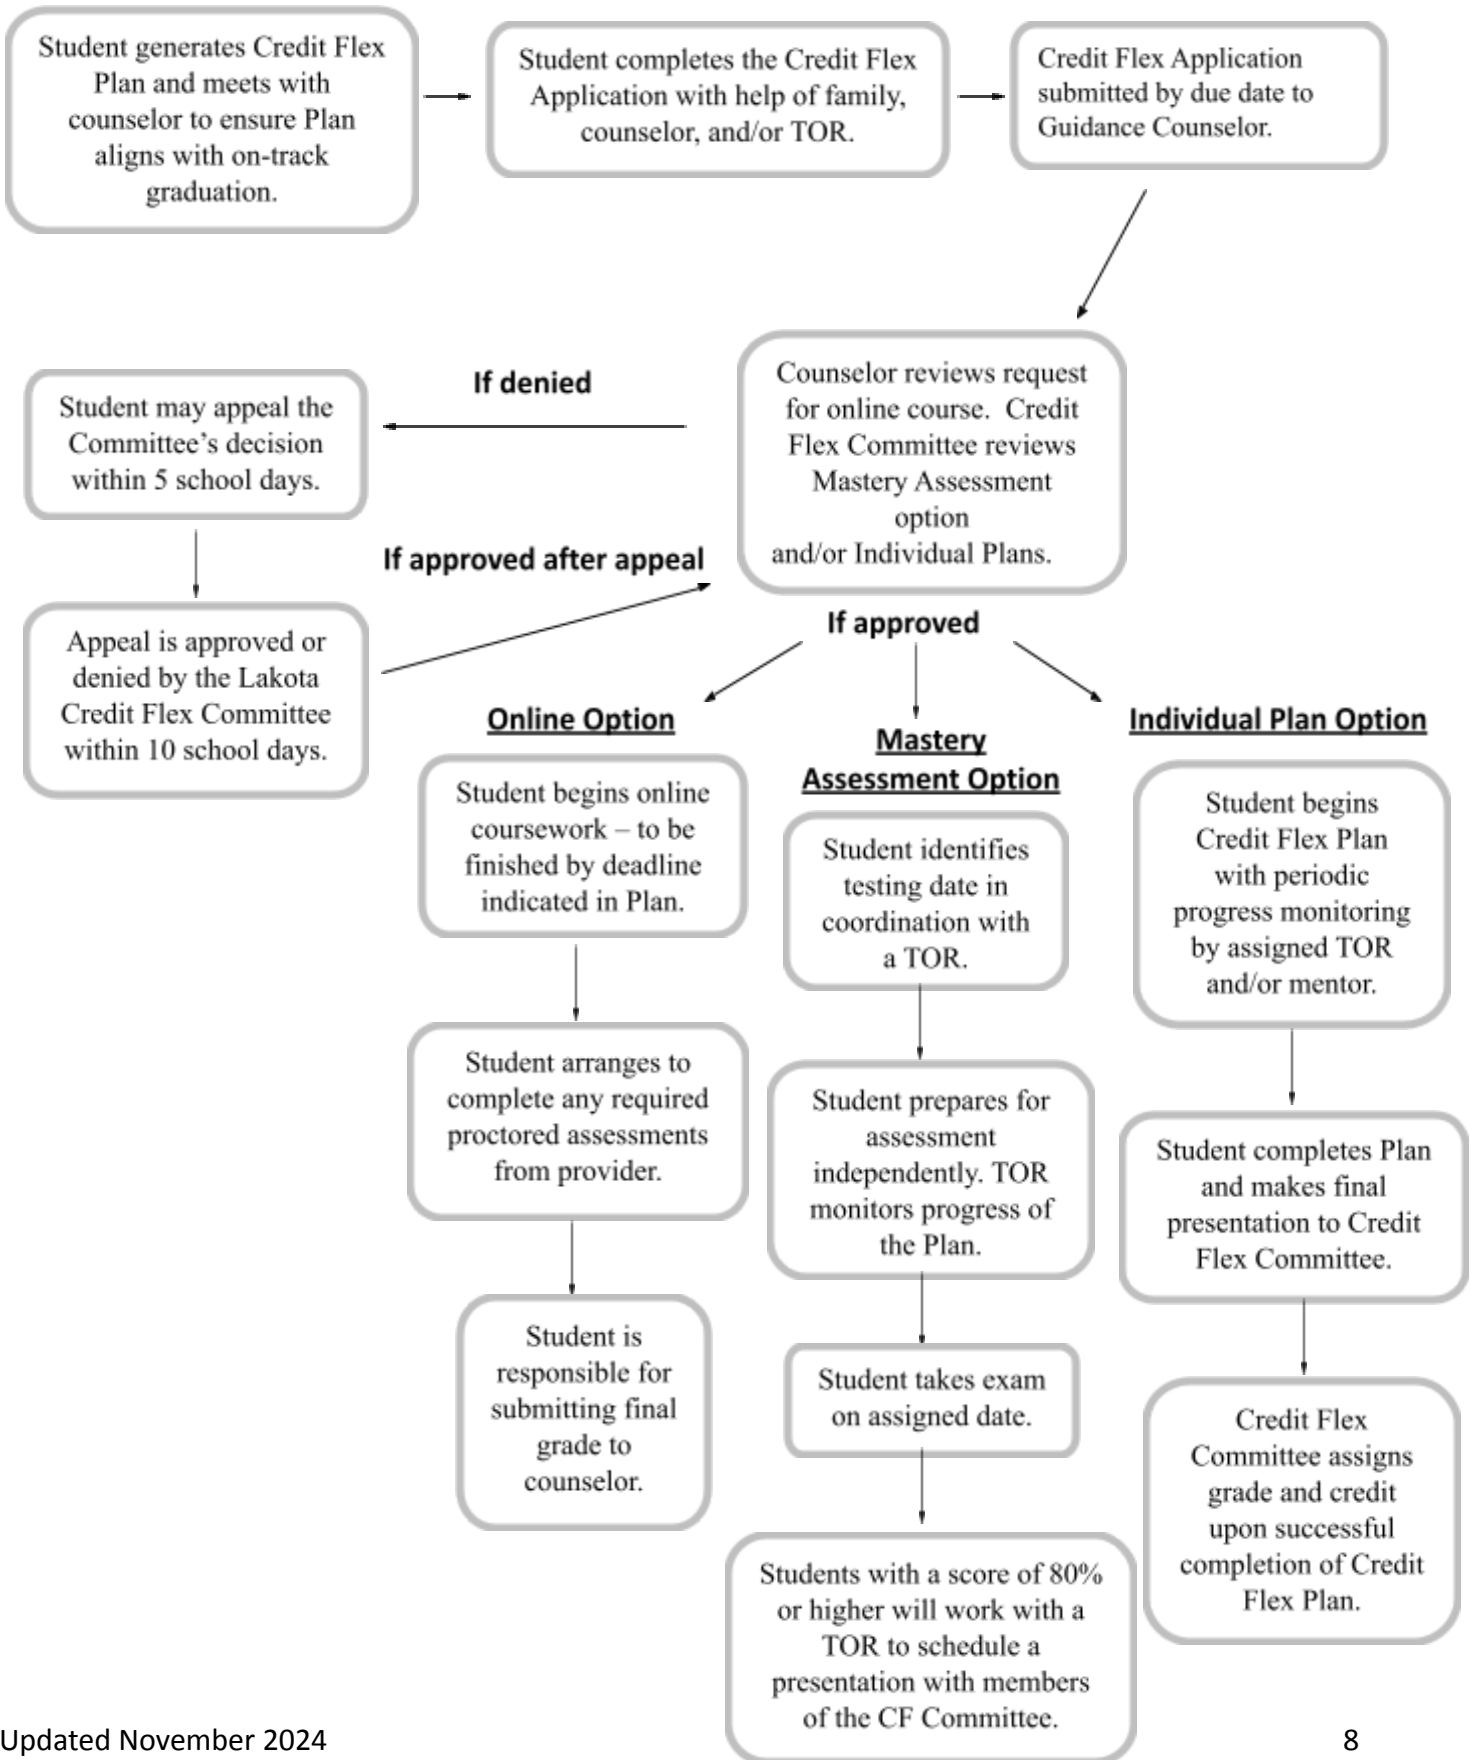 Student generates Credit Flex
Plan and meets with
counselor to ensure Plan
aligns with on-track
graduation.
Student completes the Credit Flex
Application with help of family,
counselor, and/or TOR.
Credit Flex Application
submitted by due date to
Guidance Counselor.
Counselor reviews request
for online course.  Credit
Flex Committee reviews
Mastery Assessment
option
and/or Individual Plans.
If denied
Student may appeal the
Committee's decision
within 5 school days.
Appeal is approved or
denied by the Lakota
Credit Flex Committee
within 10 school days.
If approved after appeal
If approved
Online Option
Student begins online
coursework – to be
finished by deadline
indicated in Plan.
Student arranges to
complete any required
proctored assessments
from provider.
Student is
responsible for
submitting final
grade to
counselor.
Mastery
Assessment Option
Student identifies
testing date in
coordination with
a TOR.
Student prepares for
assessment
independently. TOR
monitors progress of
the Plan.
Student takes exam
on assigned date.
Students with a score of 80%
or higher will work with a
TOR to schedule a
presentation with members
of the CF Committee.
Individual Plan Option
Student begins
Credit Flex Plan
with periodic
progress monitoring
by assigned TOR
and/or mentor.
Student completes Plan
and makes final
presentation to Credit
Flex Committee.
Credit Flex
Committee assigns
grade and credit
upon successful
completion of Credit
Flex Plan.
Updated November 2024
8